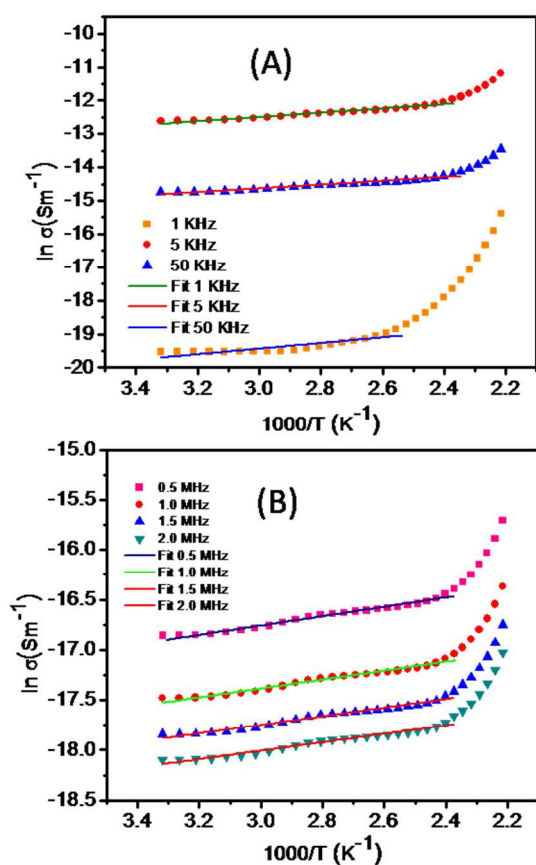 (A)
-10
-11
-12
-13
-14
-15
-16
-17
-18
-19
-20
ln σ(Sm⁻¹)
1 KHz
5 KHz
50 KHz
Fit 1 KHz
Fit 5 KHz
Fit 50 KHz
3.4 3.2 3.0 2.8 2.6 2.4 2.2
1000/T (K⁻¹)
(B)
-15.0
-15.5
-16.0
-16.5
-17.0
-17.5
-18.0
-18.5
ln σ(Sm⁻¹)
0.5 MHz
1.0 MHz
1.5 MHz
2.0 MHz
Fit 0.5 MHz
Fit 1.0 MHz
Fit 1.5 MHz
Fit 2.0 MHz
3.4 3.2 3.0 2.8 2.6 2.4 2.2
1000/T (K⁻¹)